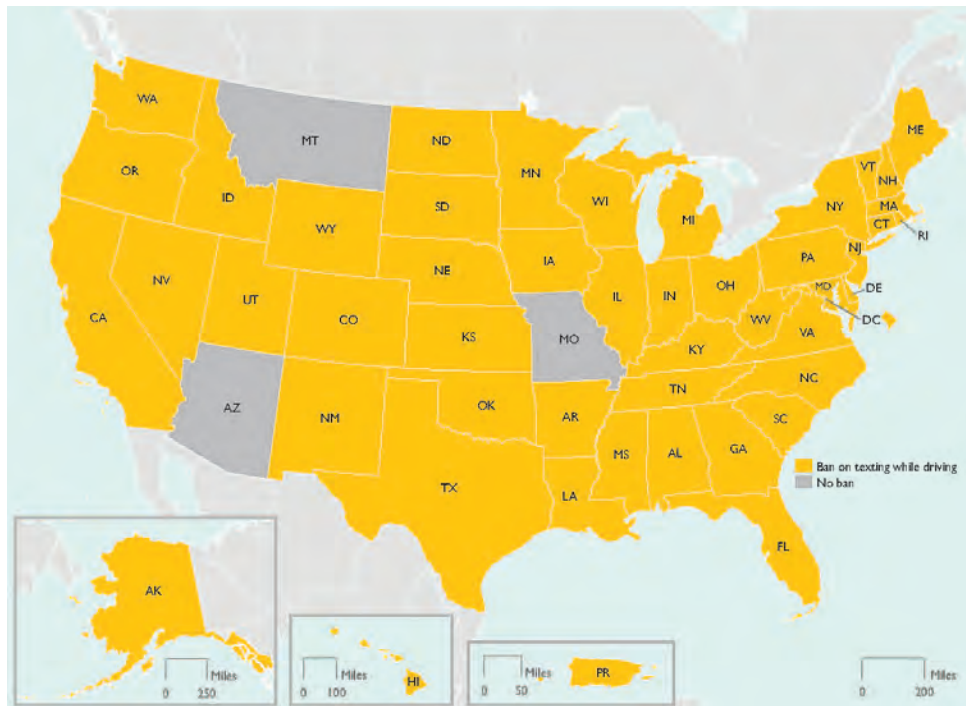 WA
MT
ND
MN
ME
OR
ID
SD
WI
VT
NH
WY
MI
NY
MA
CT
RI
NV
NE
IA
PA
NJ
UT
CO
IL
IN
OH
MD
DE
CA
KS
MO
WV
VA
DC
KY
AZ
NM
OK
AR
TN
NC
SC
MS
AL
GA
TX
LA
Ban on texting while driving
No ban
FL
AK
Miles
0 250
HI
Miles
0 100
PR
Miles
0 50
Miles
0 200